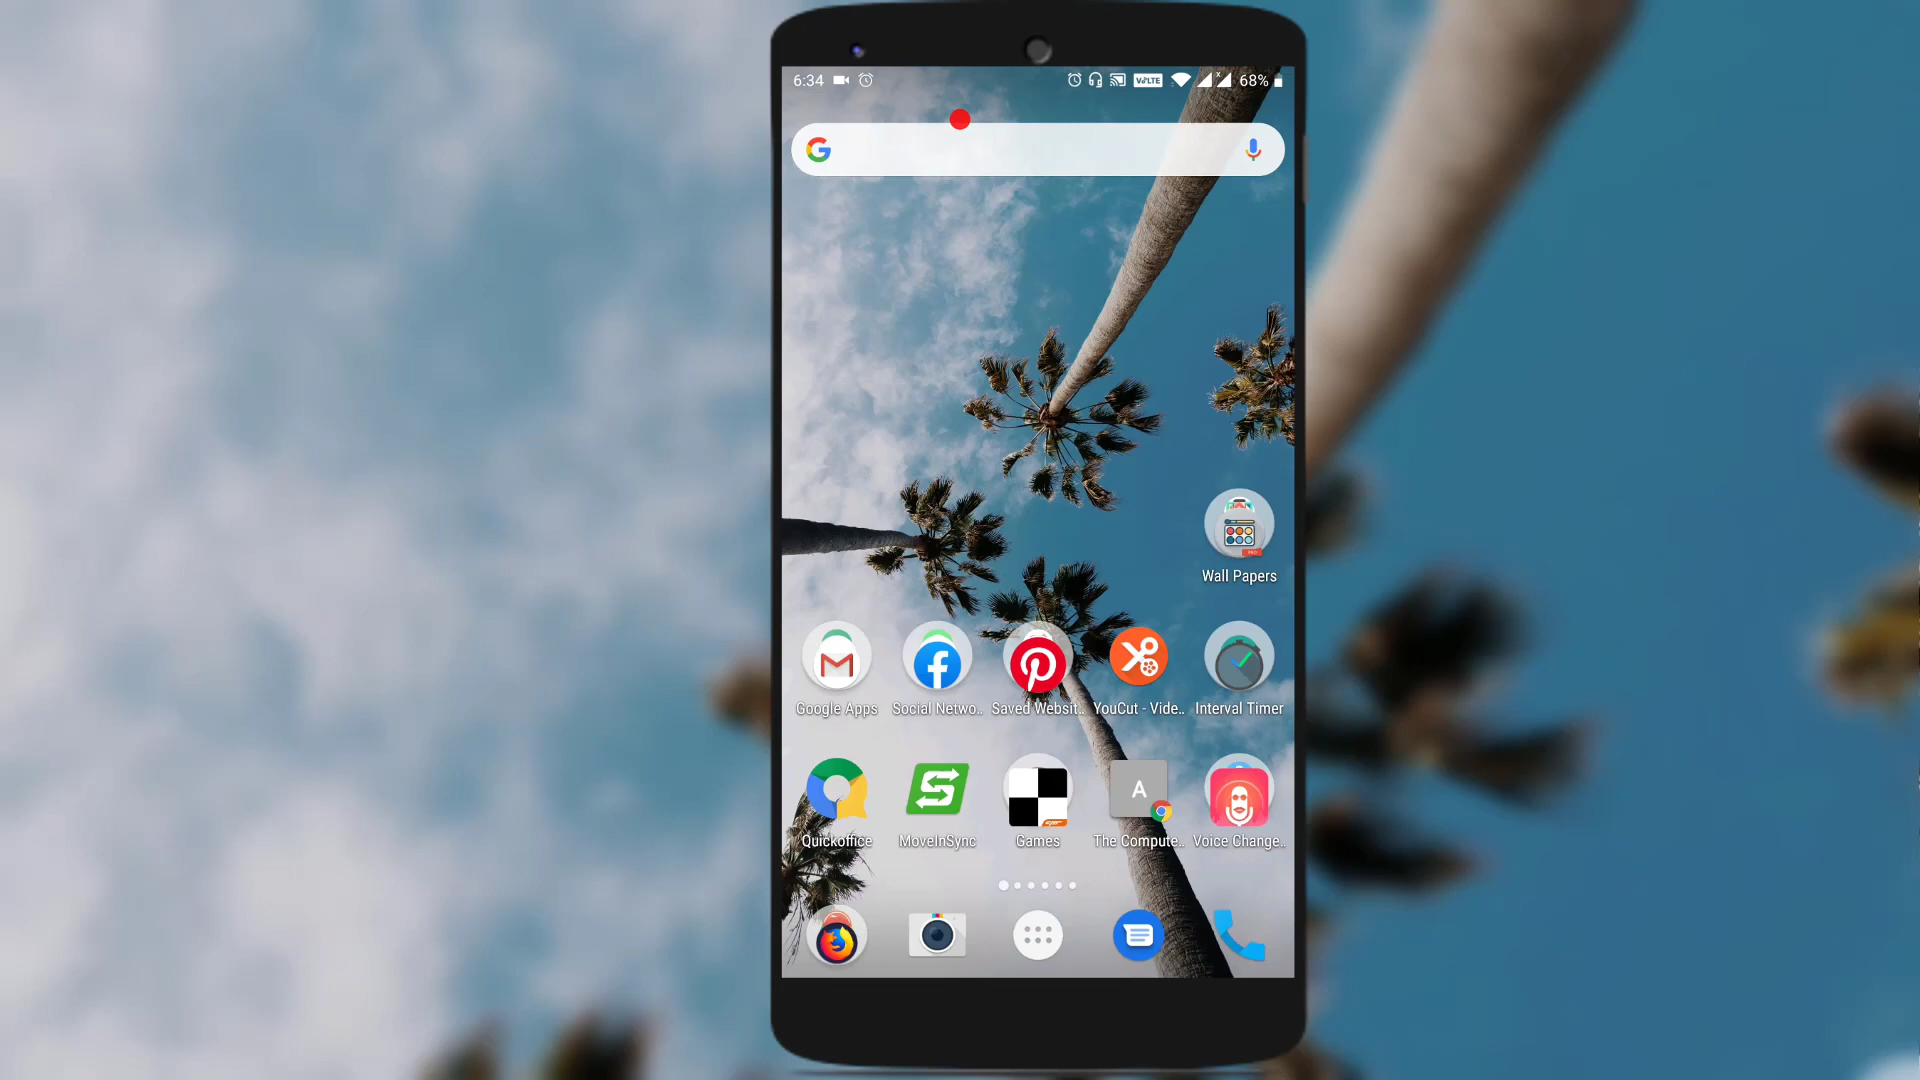 6:34
VoLTE
x
68%
PRO
Wall Papers
Google Apps
Social Netwo..
Saved Websit..
YouCut - Vide..
Interval Timer
A
Quickoffice
MoveInSync
Games
The Compute..
Voice Change..